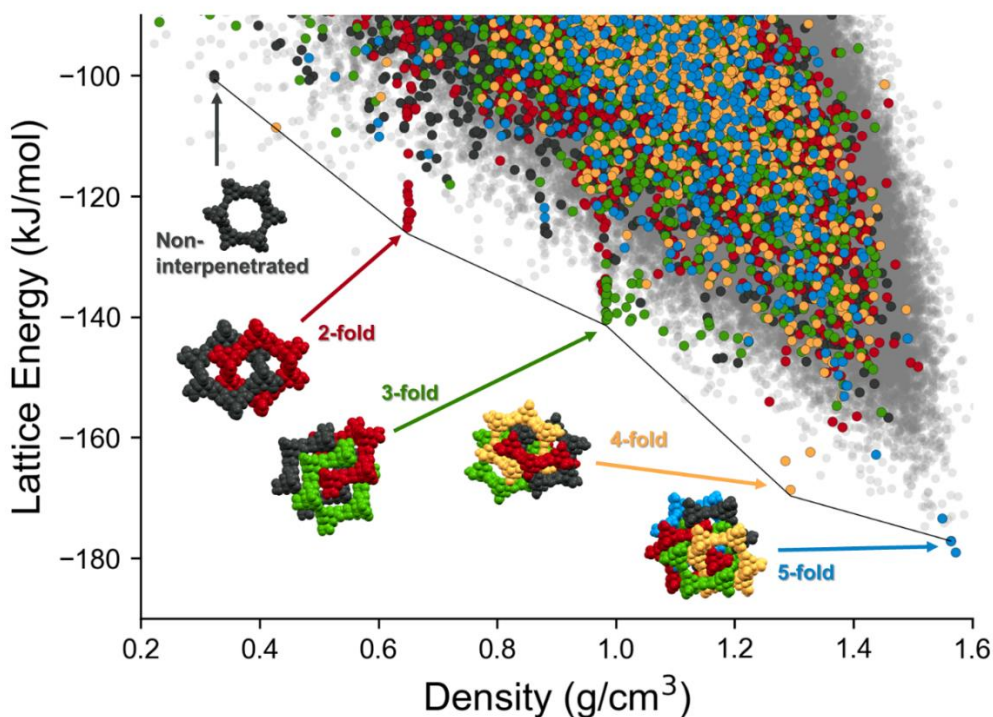 Lattice Energy (kJ/mol)
−100
−120
−140
−160
−180
Non-
interpenetrated
2-fold
3-fold
4-fold
5-fold
0.2 0.4 0.6 0.8 1.0 1.2 1.4 1.6
Density (g/cm³)